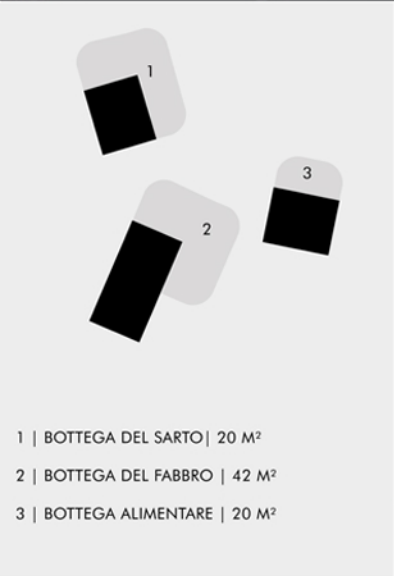 1
3
2
1 | BOTTEGA DEL SARTO| 20 M²
2 | BOTTEGA DEL FABBRO | 42 M²
3 | BOTTEGA ALIMENTARE | 20 M²